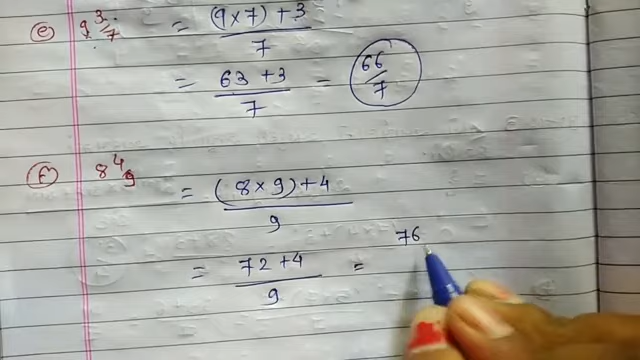 (e) 9 3/7 = (9 × 7) + 3 / 7
= 63 + 3 / 7 = 66 / 7
(f) 8 4/9
= (8 × 9) + 4 / 9
= 72 + 4 / 9 = 76